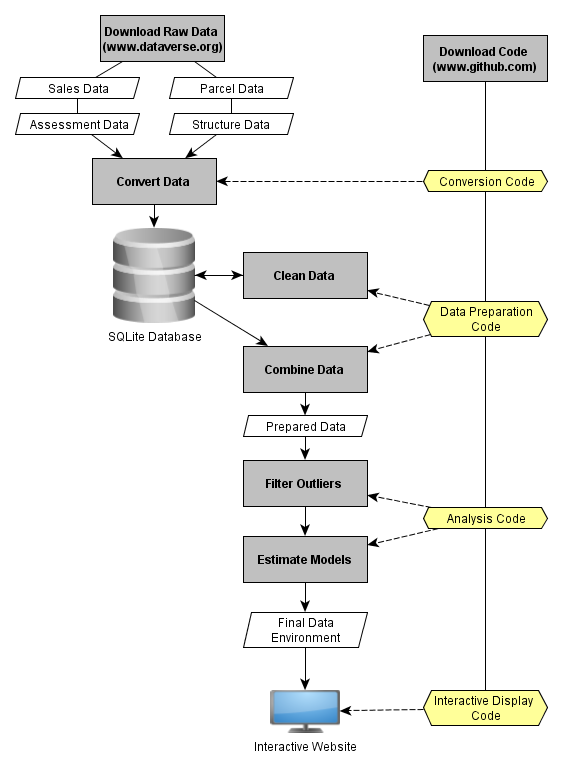 Download Raw Data
(www.dataverse.org)
Download Code
(www.github.com)
Sales Data
Parcel Data
Assessment Data
Structure Data
Convert Data
Conversion Code
SQLite Database
Clean Data
Data Preparation
Code
Combine Data
Prepared Data
Filter Outliers
Analysis Code
Estimate Models
Final Data
Environment
Interactive Display
Code
Interactive Website